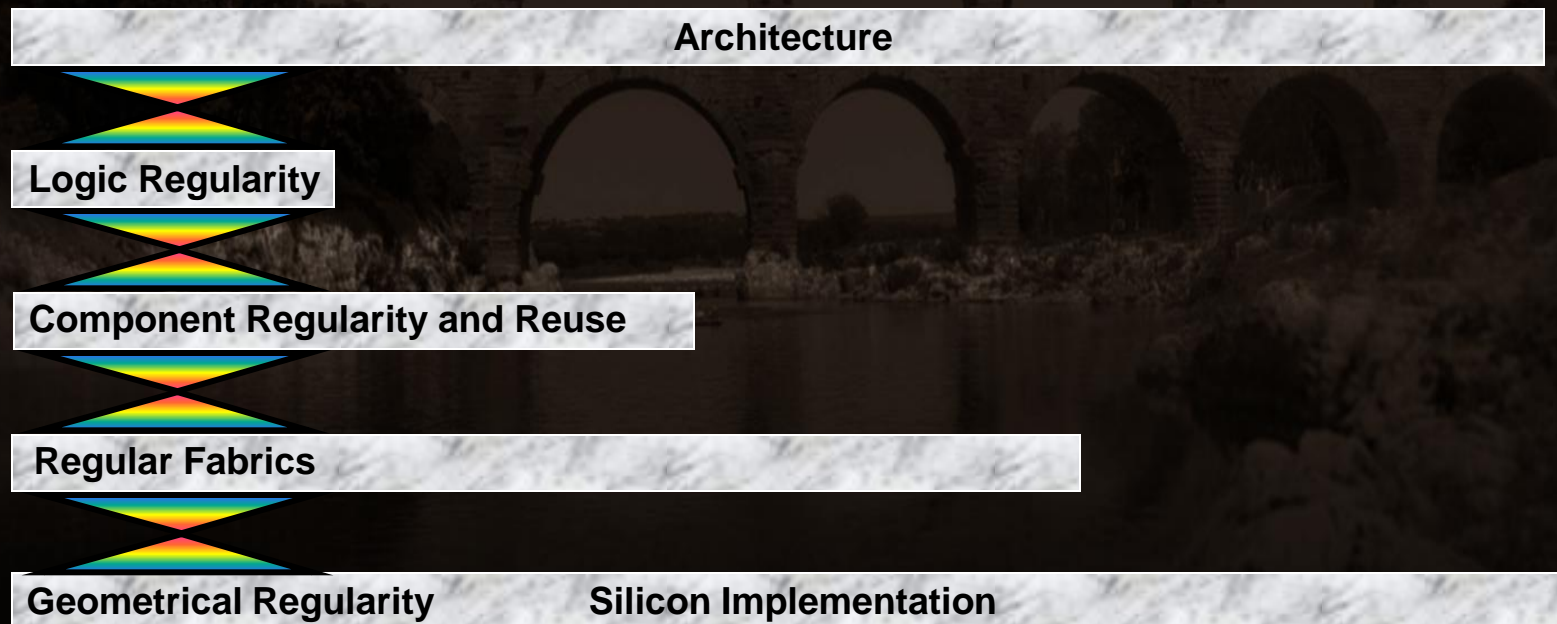 Architecture
Logic Regularity
Component Regularity and Reuse
Regular Fabrics
Geometrical Regularity Silicon Implementation